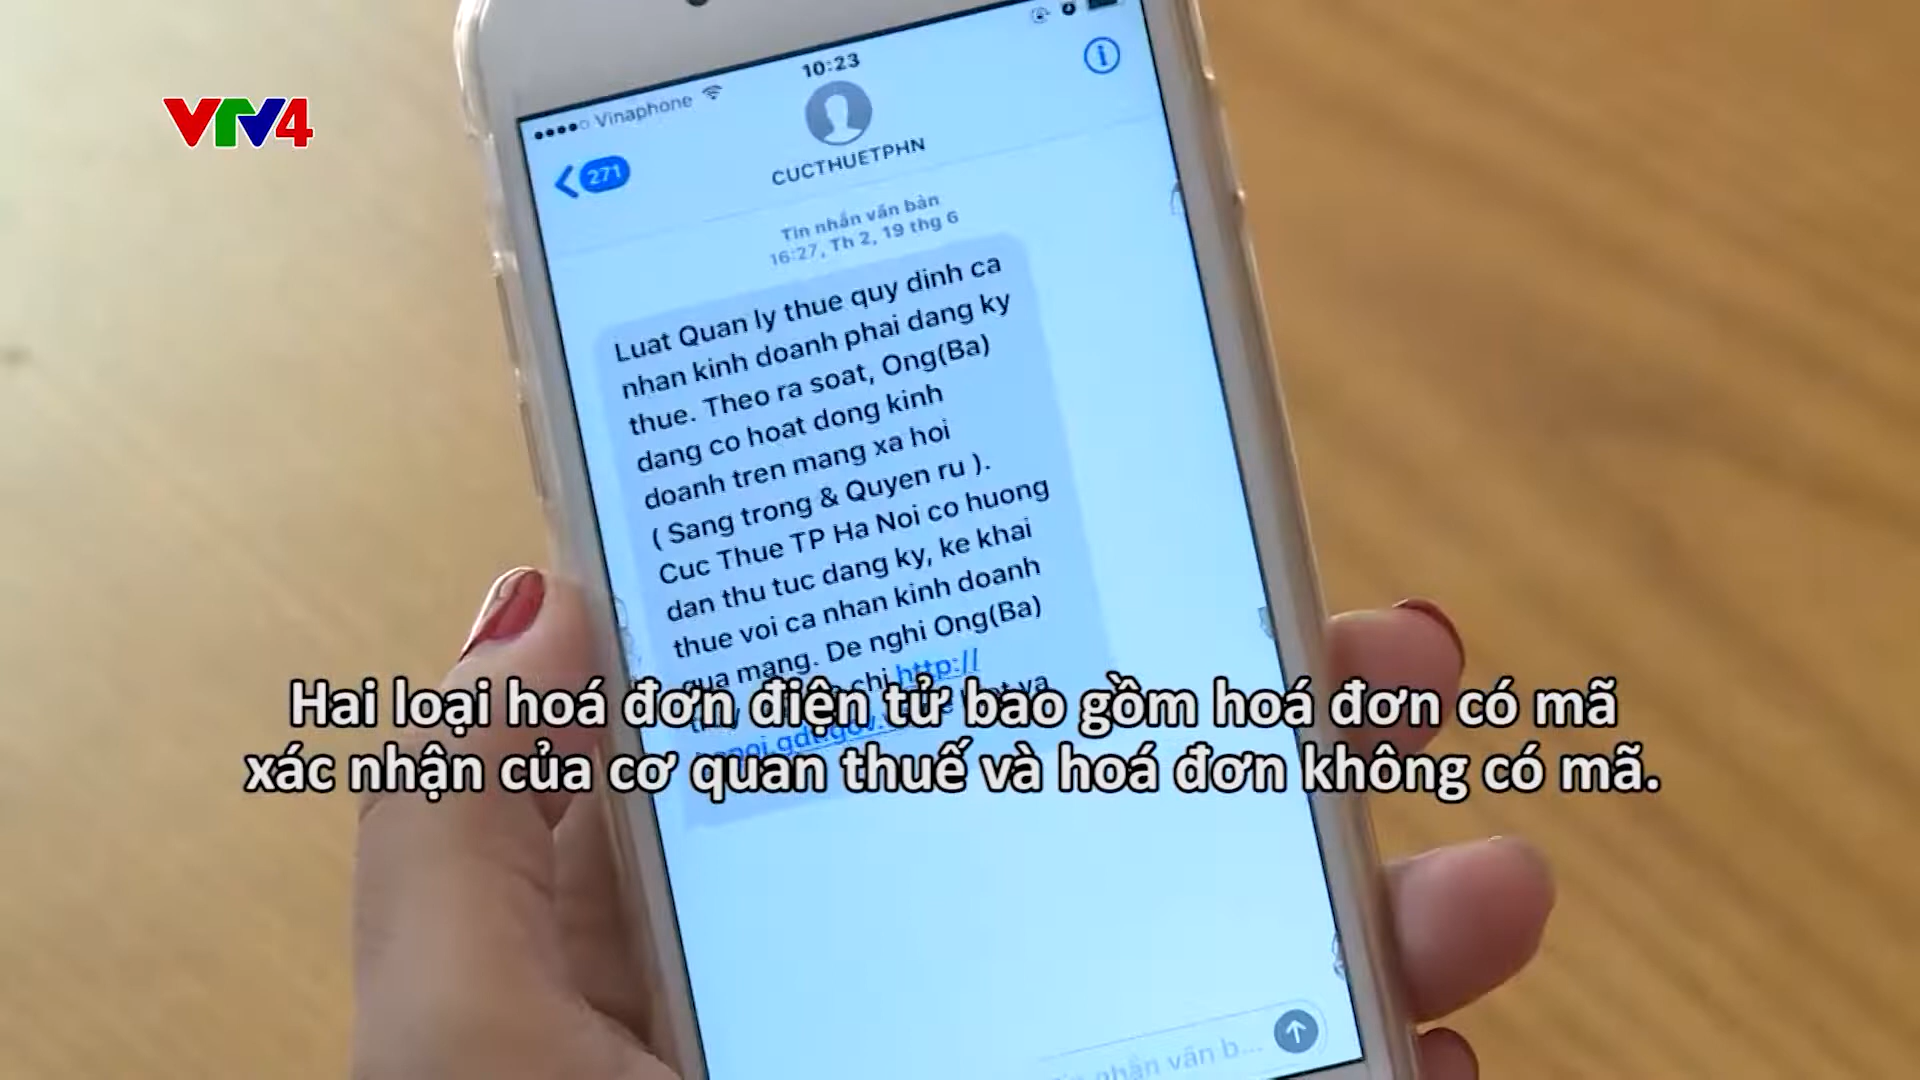 VTV4
Vinaphone
10:23
271
CUCTHUETPHN
Tin nhắn văn bản
16:27, Th 2, 19 thg 6
Luat Quan ly thue quy dinh ca
nhan kinh doanh phai dang ky
thue. Theo ra soat, Ong(Ba)
dang co hoat dong kinh
doanh tren mang xa hoi
( Sang trong & Quyen ru ).
Cuc Thue TP Ha Noi co huong
dan thu tuc dang ky, ke khai
thue voi ca nhan kinh doanh
qua mang. De nghi Ong(Ba)
chi http://
va
Hai loại hoá đơn điện tử bao gồm hoá đơn có mã
xác nhận của cơ quan thuế và hoá đơn không có mã.
nhắn văn b...